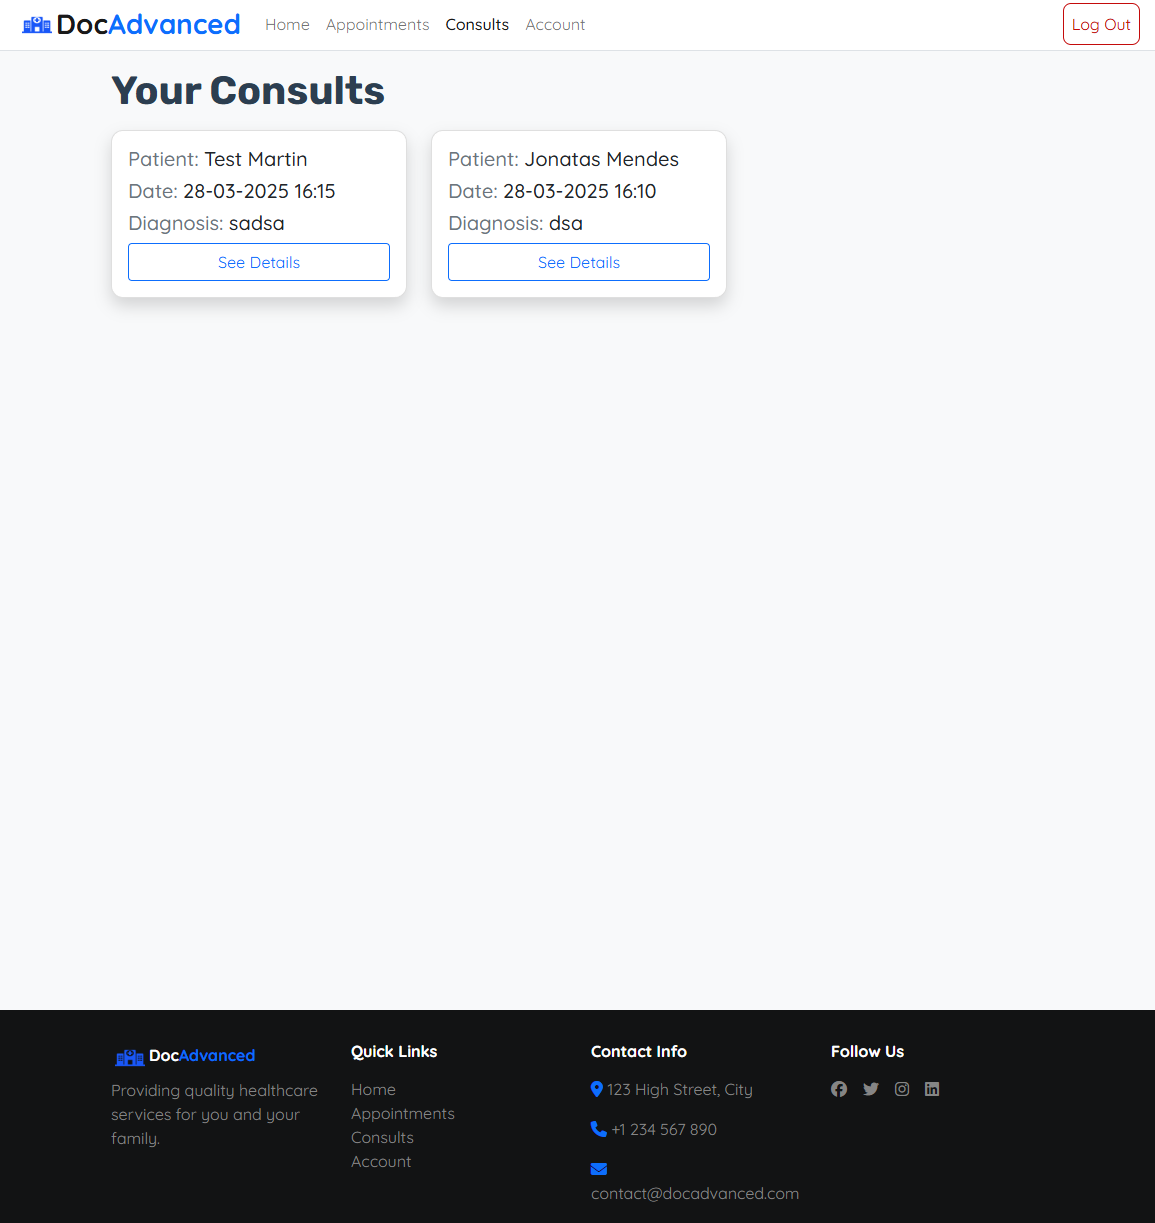 DocAdvanced
Home
Appointments
Consults
Account
Log Out
Your Consults
Patient: Test Martin
Date: 28-03-2025 16:15
Diagnosis: sadsa
See Details
Patient: Jonatas Mendes
Date: 28-03-2025 16:10
Diagnosis: dsa
See Details
DocAdvanced
Providing quality healthcare
services for you and your
family.
Quick Links
Home
Appointments
Consults
Account
Contact Info
123 High Street, City
+1 234 567 890
contact@docadvanced.com
Follow Us